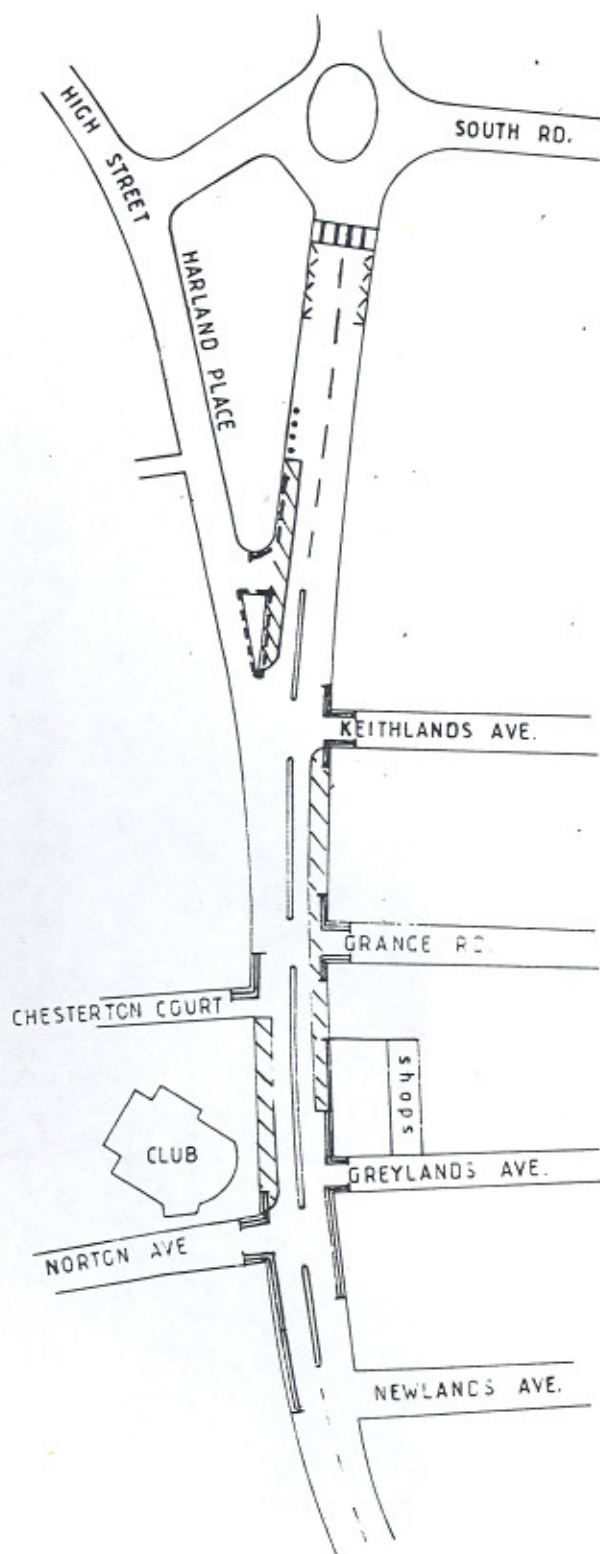 HIGH STREET
SOUTH RD.
HARLAND PLACE
KEITHLANDS AVE.
GRANGE RD.
CHESTERTON COURT
shops
CLUB
GREYLANDS AVE.
NORTON AVE
NEWLANDS AVE.